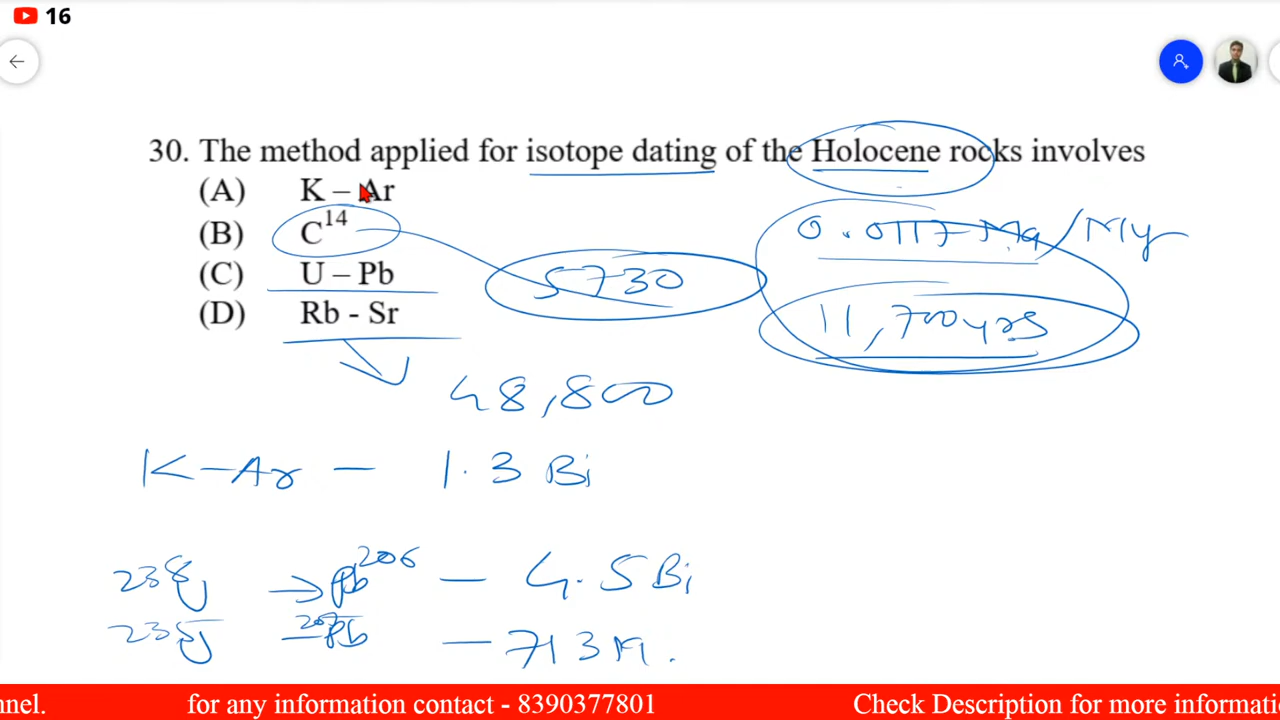 16
30. The method applied for isotope dating of the Holocene rocks involves
(A) K – Ar
(B) C14
(C) U – Pb
(D) Rb - Sr
0.0117 Ma/My
5730
11,700yrs
48,800
K-Ar – 1.3 Bi
238U → Pb206 – 4.5 Bi
235U – 207Pb – 713 M.
nnel. for any information contact - 8390377801 Check Description for more informati